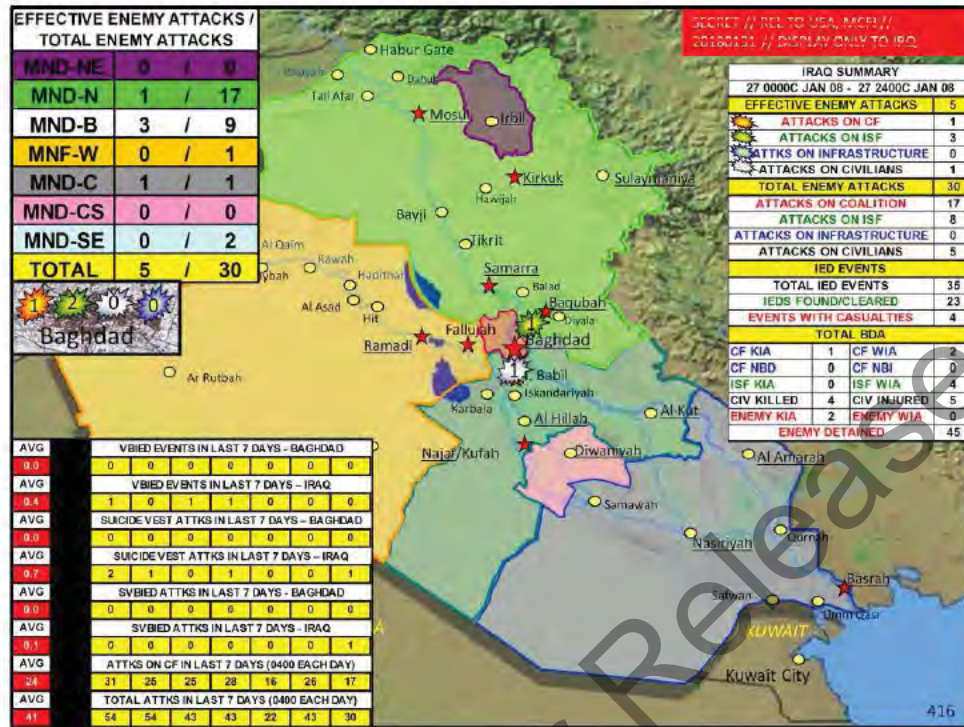 EFFECTIVE ENEMY ATTACKS /
TOTAL ENEMY ATTACKS
MND-NE 0 / 0
MND-N 1 / 17
MND-B 3 / 9
MNF-W 0 / 1
MND-C 1 / 1
MND-CS 0 / 0
MND-SE 0 / 2
TOTAL 5 / 30
1 2 0 0
Baghdad
SECRET // REL TO USA, MCFI //
20180131 // DISPLAY ONLY TO IRQ
IRAQ SUMMARY
27 0000C JAN 08 - 27 2400C JAN 08
EFFECTIVE ENEMY ATTACKS 5
ATTACKS ON CF 1
ATTACKS ON ISF 3
ATTKS ON INFRASTRUCTURE 0
ATTACKS ON CIVILIANS 1
TOTAL ENEMY ATTACKS 30
ATTACKS ON COALITION 17
ATTACKS ON ISF 8
ATTACKS ON INFRASTRUCTURE 0
ATTACKS ON CIVILIANS 5
IED EVENTS
TOTAL IED EVENTS 35
IEDS FOUND/CLEARED 23
EVENTS WITH CASUALTIES 4
TOTAL BDA
CF KIA 1 CF WIA 2
CF NBD 0 CF NBI 0
ISF KIA 0 ISF WIA 4
CIV KILLED 4 CIV INJURED 5
ENEMY KIA 2 ENEMY WIA 0
ENEMY DETAINED 45
Habur Gate
Dahuk
Tall Afar
Mosul
Irbil
Kirkuk
Sulaymaniya
Hawijah
Bayji
Tikrit
Al Qaim
Rawah
Hadithah
Samarra
Balad
Al Asad
Hit
Baqubah
Diyala
1
Fallujah
Ramadi
Baghdad
1
Ar Rutbah
Babil
Iskandariyah
Karbala
Al Hillah
Al Kut
Najaf/Kufah
Diwaniyah
Al Amarah
Samawah
Nasiriyah
Qurnah
Basrah
Safwan
Umm Qasr
KUWAIT
Kuwait City
AVG VBIED EVENTS IN LAST 7 DAYS - BAGHDAD
0.0 0 0 0 0 0 0 0
AVG VBIED EVENTS IN LAST 7 DAYS – IRAQ
0.4 1 0 1 1 0 0 0
AVG SUICIDE VEST ATTKS IN LAST 7 DAYS – BAGHDAD
0.0 0 0 0 0 0 0 0
AVG SUICIDE VEST ATTKS IN LAST 7 DAYS – IRAQ
0.7 2 1 0 1 0 0 1
AVG SVBIED ATTKS IN LAST 7 DAYS - BAGHDAD
0.0 0 0 0 0 0 0 0
AVG SVBIED ATTKS IN LAST 7 DAYS - IRAQ
0.1 0 0 0 0 0 0 1
AVG ATTKS ON CF IN LAST 7 DAYS (0400 EACH DAY)
24 31 25 25 28 16 26 17
AVG TOTAL ATTKS IN LAST 7 DAYS (0400 EACH DAY)
41 54 54 43 43 22 43 30
Release
416